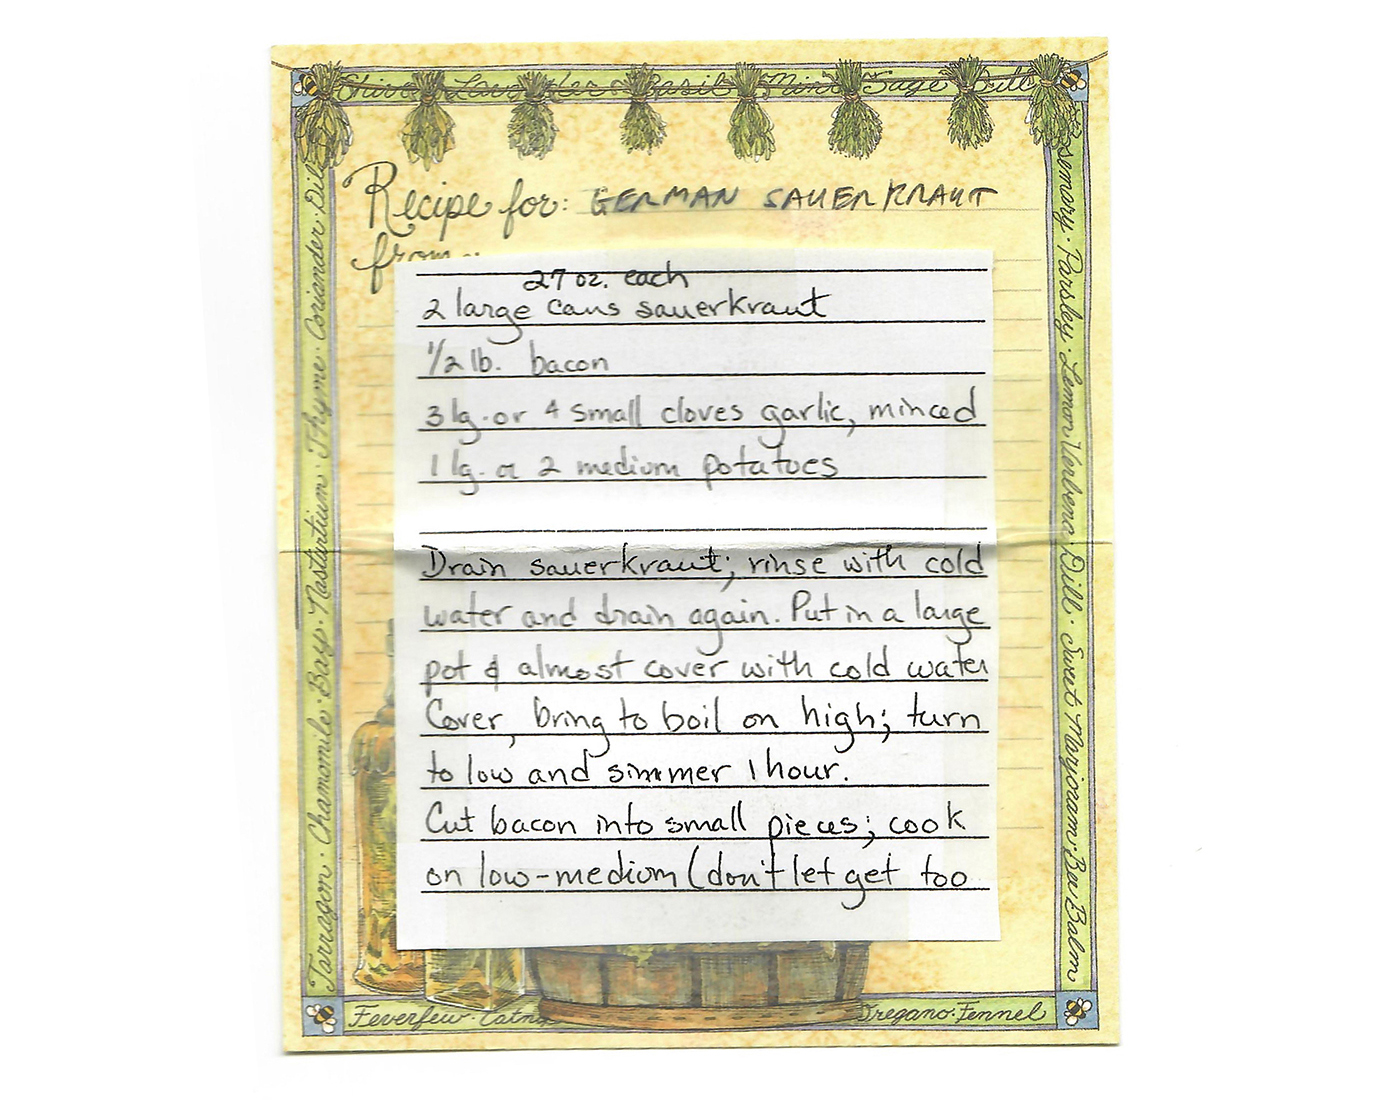 Chives Lavender Basil Mint Sage Dill
Recipe for: GERMAN SAUERKRAUT
from
27 oz. each
2 large cans sauerkraut
1/2 lb. bacon
3 lg. or 4 small cloves garlic, minced
1 lg. or 2 medium potatoes
Drain sauerkraut; rinse with cold
water and drain again. Put in a large
pot & almost cover with cold water
Cover, bring to boil on high; turn
to low and simmer 1 hour.
Cut bacon into small pieces; cook
on low-medium (don't let get too
Tarragon · Chamomile · Bay · Nasturtium · Thyme · Coriander · Dill
Rosemary · Parsley · Lemon Verbena · Dill · Sweet Marjoram · Bee Balm
Feverfew · Catn
Oregano · Fennel